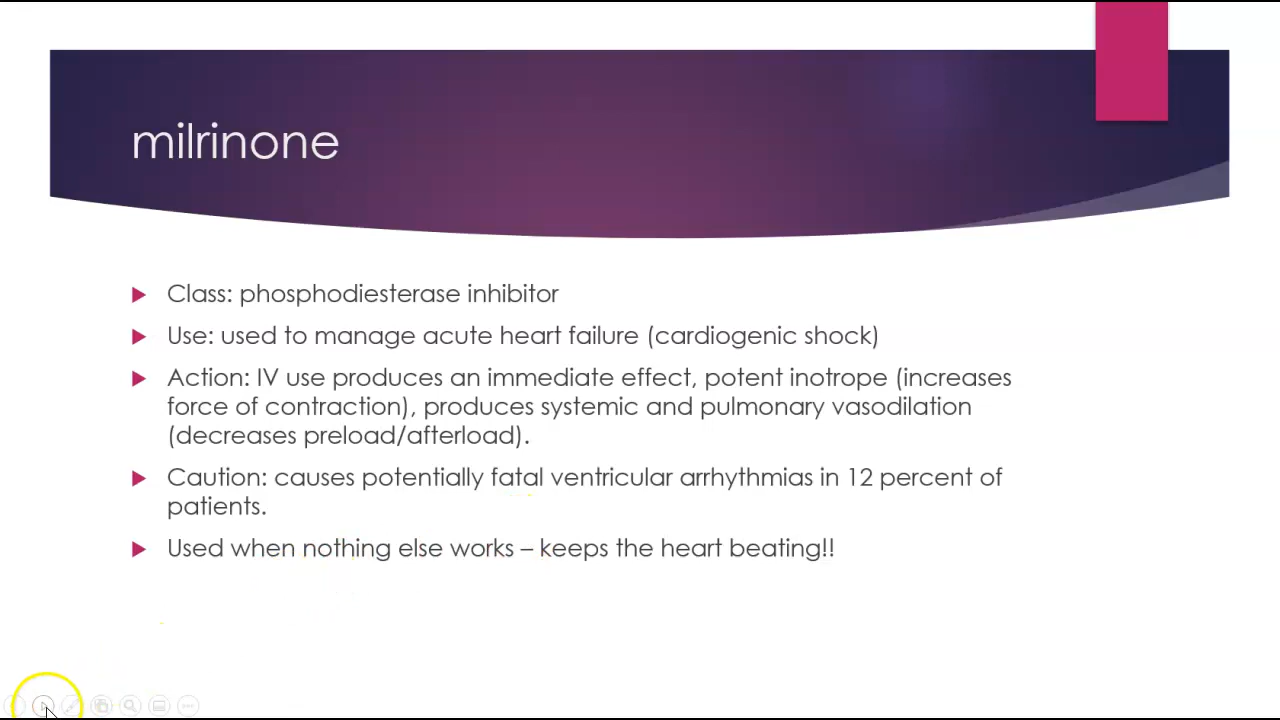 milrinone
Class: phosphodiesterase inhibitor
Use: used to manage acute heart failure (cardiogenic shock)
Action: IV use produces an immediate effect, potent inotrope (increases
force of contraction), produces systemic and pulmonary vasodilation
(decreases preload/afterload).
Caution: causes potentially fatal ventricular arrhythmias in 12 percent of
patients.
Used when nothing else works – keeps the heart beating!!